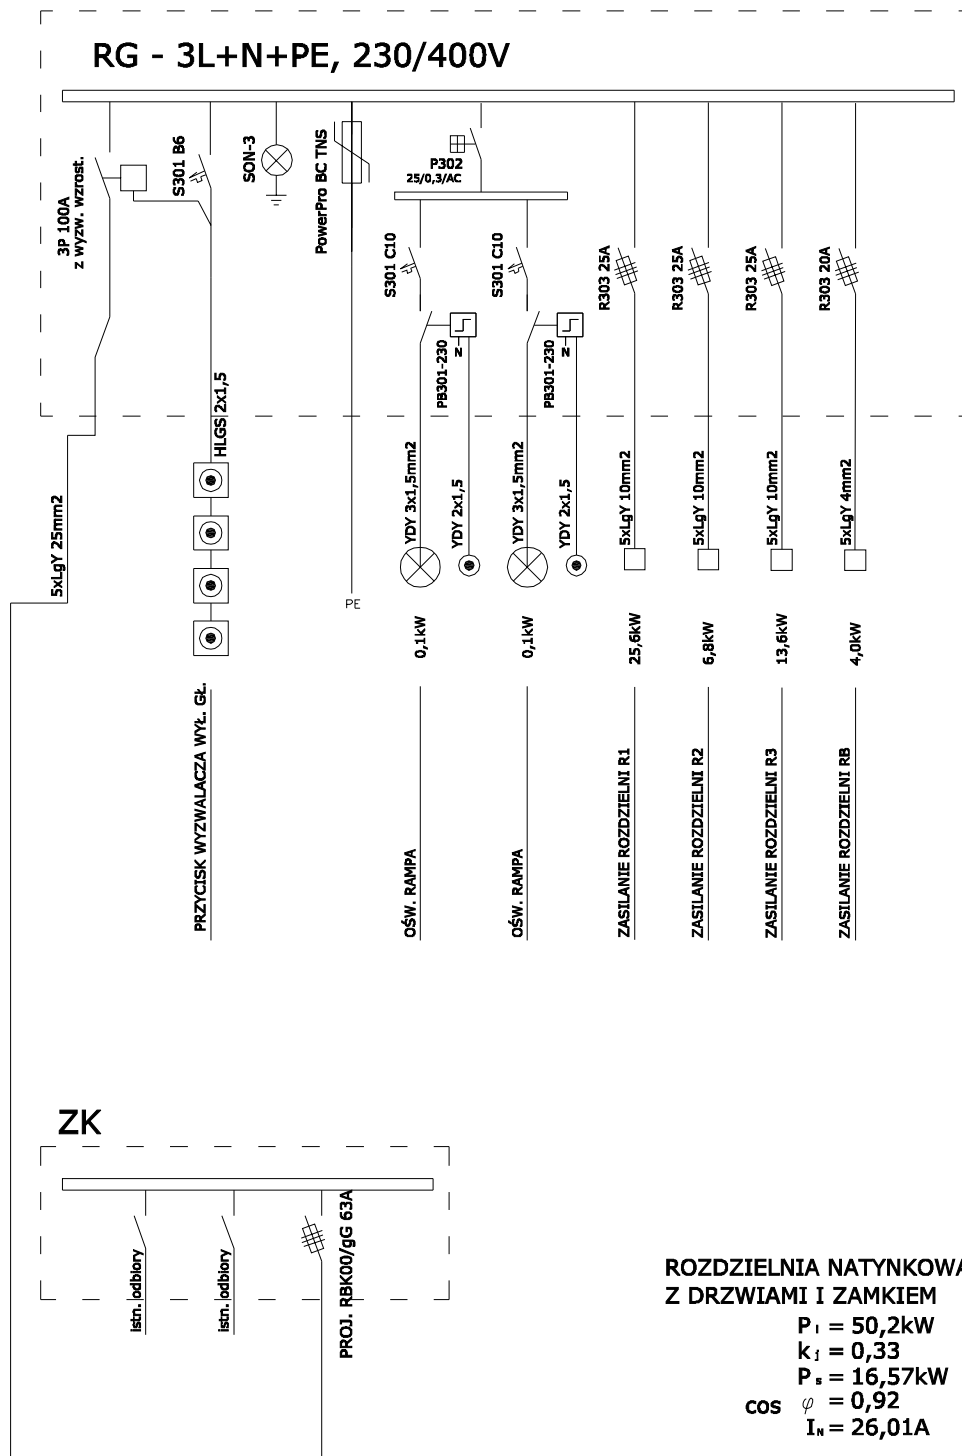 RG - 3L+N+PE, 230/400V
3P 100A
z wyzw. wzrost.
S301 B6
SON-3
PowerPro BC TNS
P302
25/0,3/AC
S301 C10
S301 C10
R303 25A
R303 25A
R303 25A
R303 20A
PB301-230
N
PB301-230
N
HLGS 2x1,5
5xLgY 25mm2
YDY 3x1,5mm2
YDY 2x1,5
YDY 3x1,5mm2
YDY 2x1,5
5xLgY 10mm2
5xLgY 10mm2
5xLgY 10mm2
5xLgY 4mm2
PE
0,1kW
0,1kW
25,6kW
6,8kW
13,6kW
4,0kW
PRZYCISK WYZWALACZA WYŁ. GŁ.
OŚW. RAMPA
OŚW. RAMPA
ZASILANIE ROZDZIELNI R1
ZASILANIE ROZDZIELNI R2
ZASILANIE ROZDZIELNI R3
ZASILANIE ROZDZIELNI RB
ZK
istn. odbiory
istn. odbiory
PROJ. RBK00/gG 63A
ROZDZIELNIA NATYNKOWA
Z DRZWIAMI I ZAMKIEM
P I = 50,2kW
k j = 0,33
P s = 16,57kW
cos φ = 0,92
I N = 26,01A